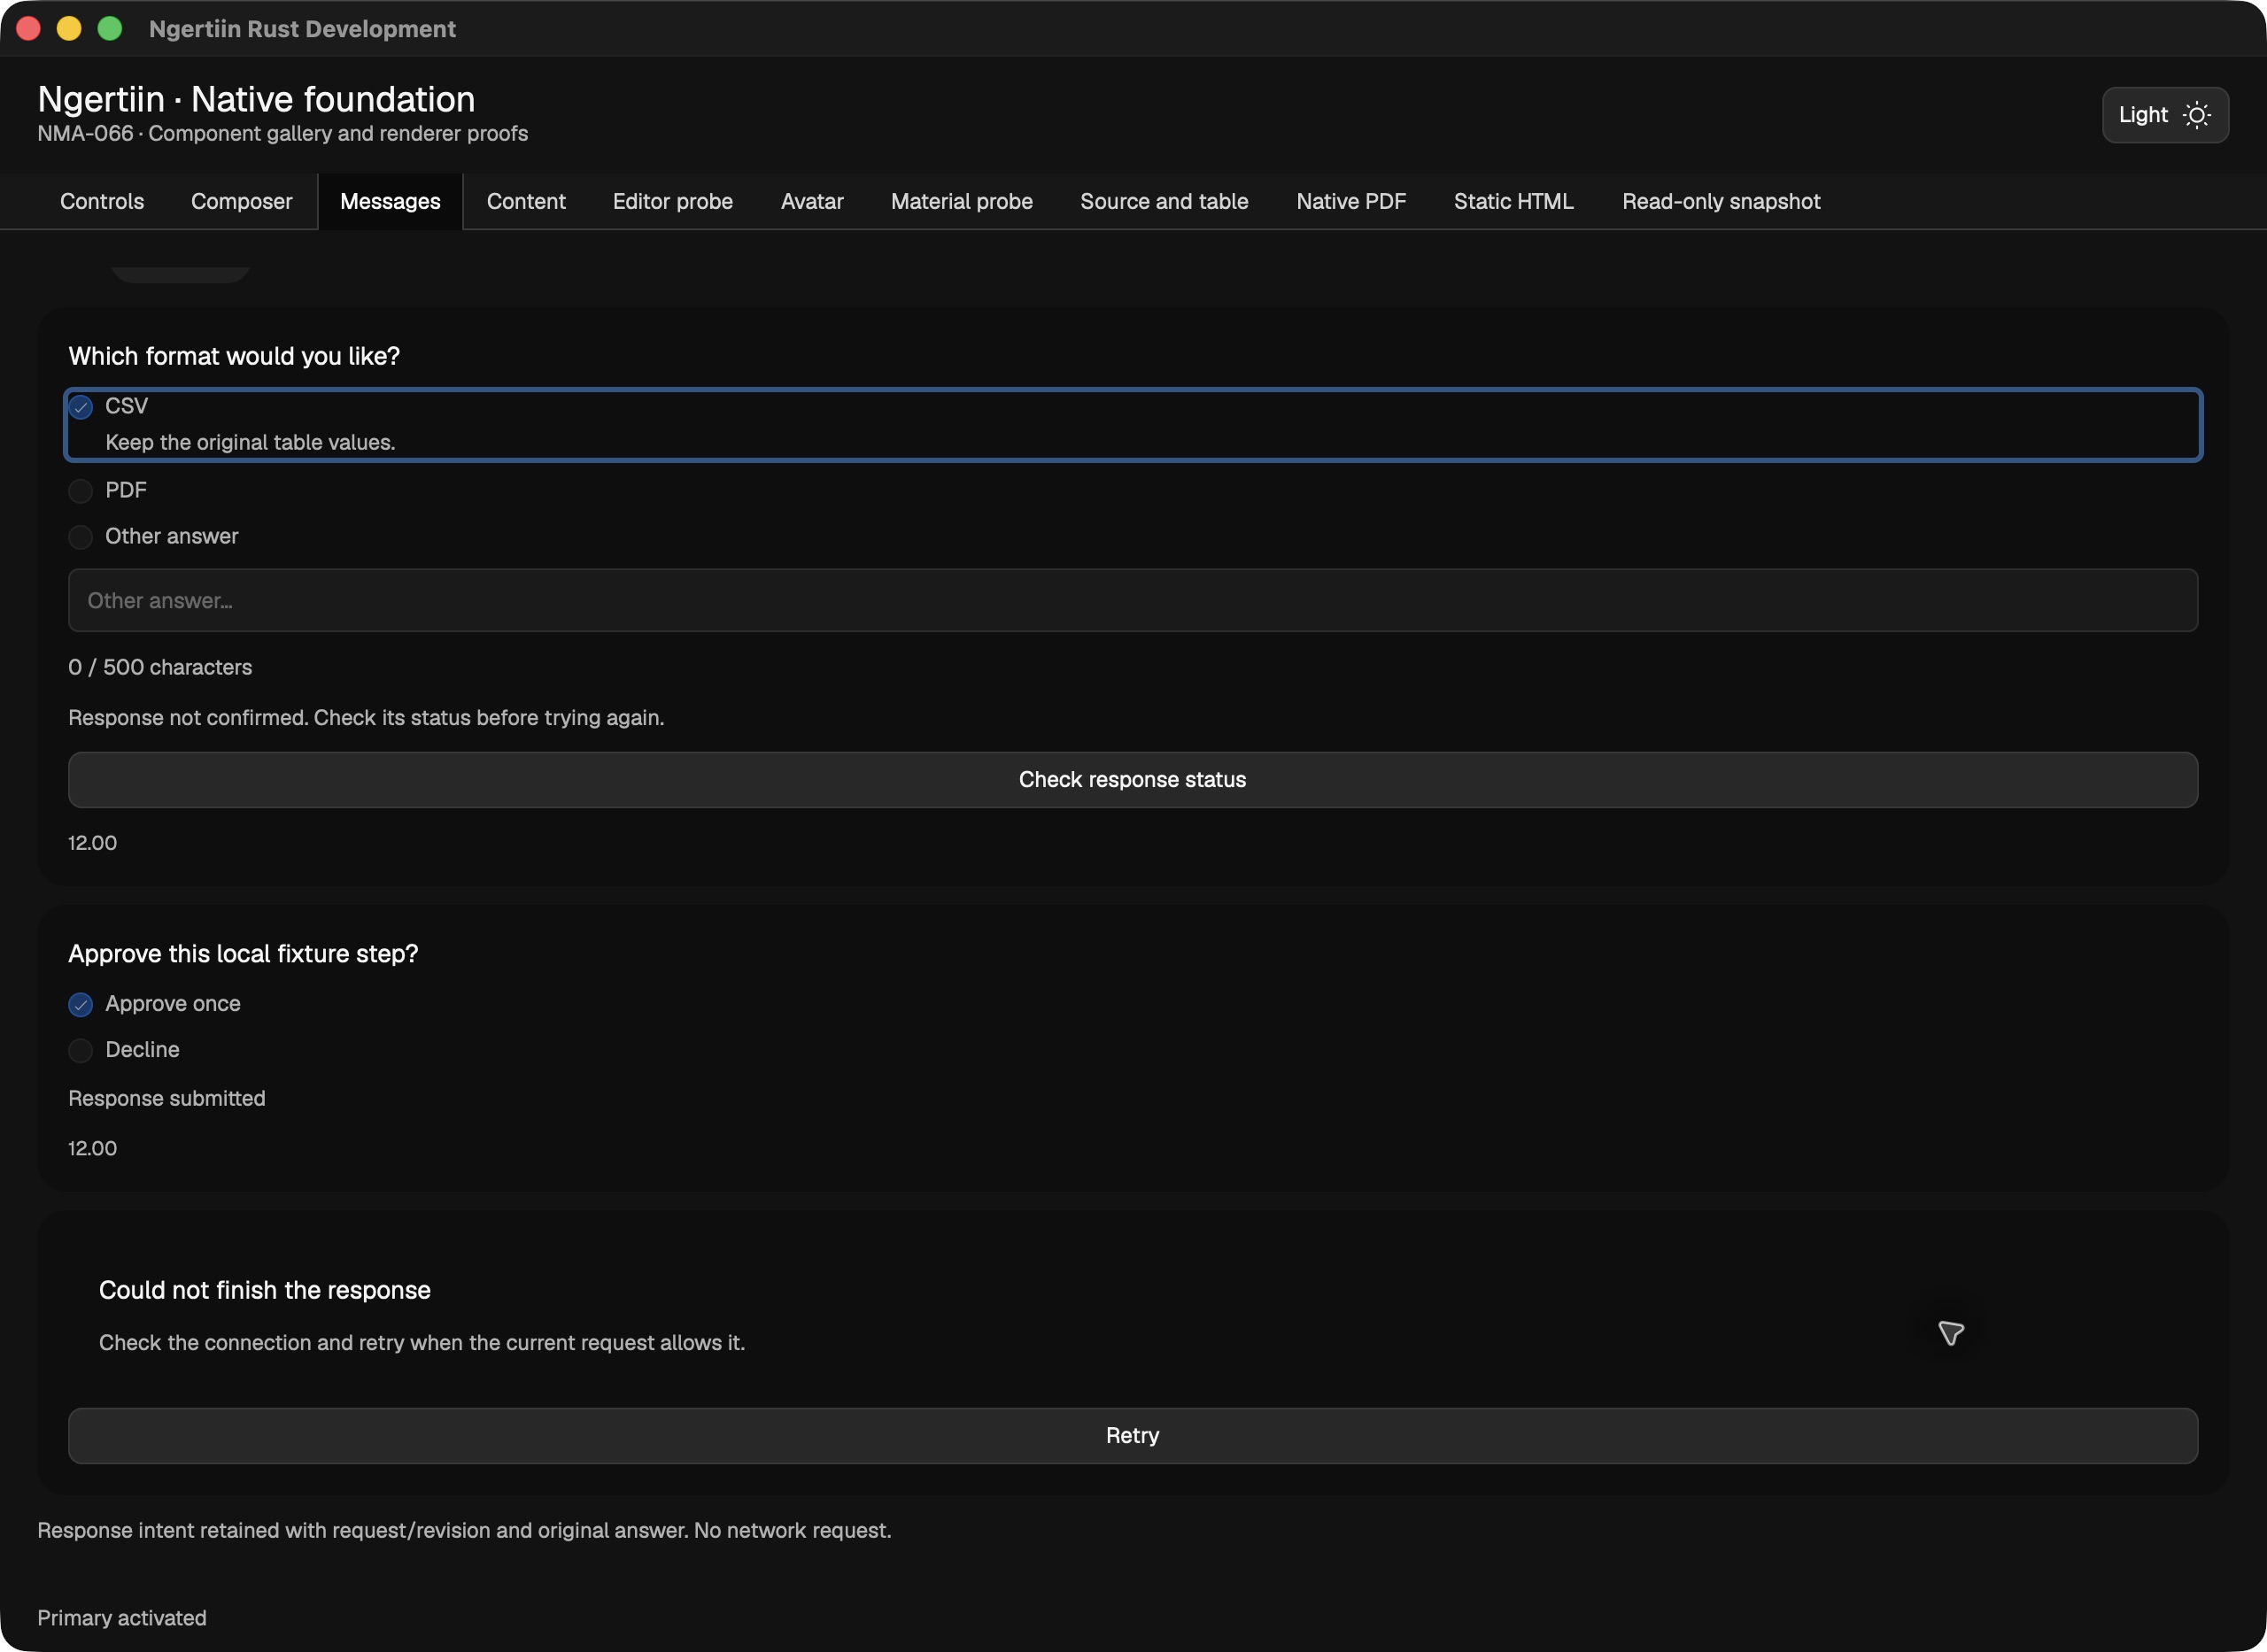 Ngertiin Rust Development
Ngertiin · Native foundation
NMA-066 · Component gallery and renderer proofs
Light
Controls Composer Messages Content Editor probe Avatar Material probe Source and table Native PDF Static HTML Read-only snapshot
Which format would you like?
CSV
Keep the original table values.
PDF
Other answer
Other answer...
0 / 500 characters
Response not confirmed. Check its status before trying again.
Check response status
12.00
Approve this local fixture step?
Approve once
Decline
Response submitted
12.00
Could not finish the response
Check the connection and retry when the current request allows it.
Retry
Response intent retained with request/revision and original answer. No network request.
Primary activated